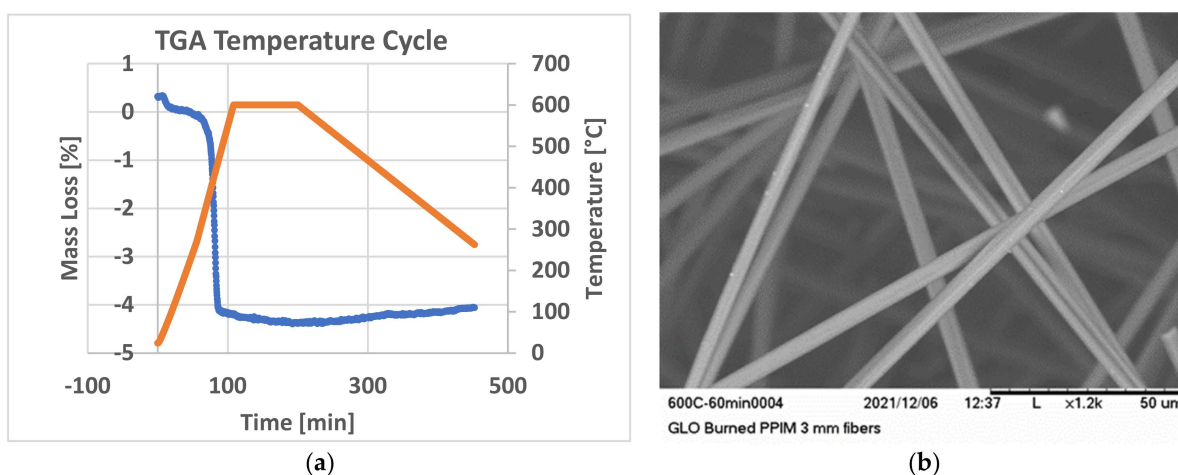 TGA Temperature Cycle
1
0
-1
-2
-3
-4
-5
Mass Loss [%]
700
600
500
400
300
200
100
0
Temperature [°C]
-100
100
300
500
Time [min]
(a)
600C-60min0004 2021/12/06 12:37 L x1.2k 50 um
GLO Burned PPIM 3 mm fibers
(b)